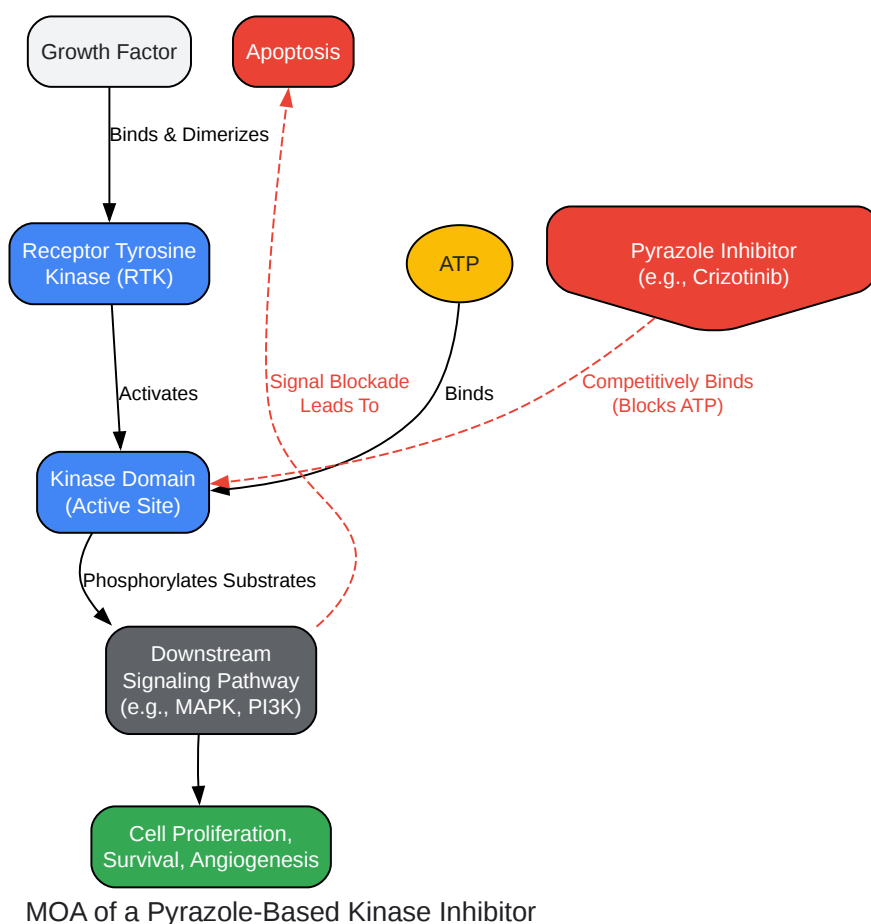 Growth Factor
Apoptosis
Binds & Dimerizes
Receptor Tyrosine
Kinase (RTK)
ATP
Pyrazole Inhibitor
(e.g., Crizotinib)
Activates
Signal Blockade
Leads To
Binds
Competitively Binds
(Blocks ATP)
Kinase Domain
(Active Site)
Phosphorylates Substrates
Downstream
Signaling Pathway
(e.g., MAPK, PI3K)
Cell Proliferation,
Survival, Angiogenesis
MOA of a Pyrazole-Based Kinase Inhibitor